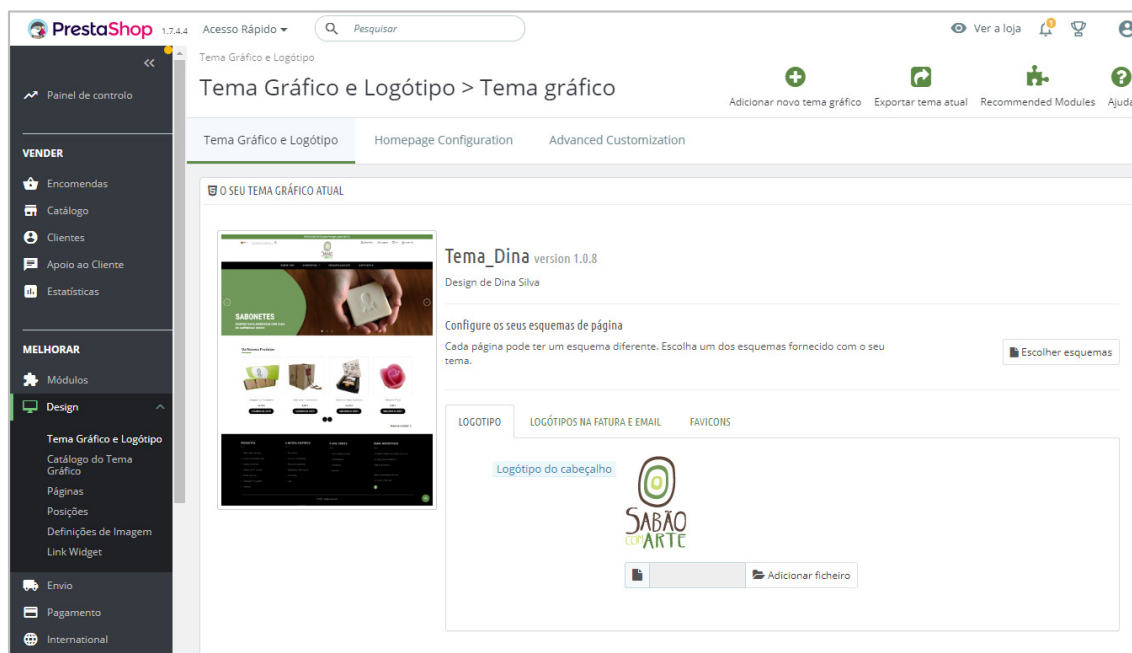 PrestaShop 1.7.4.4 Acesso Rápido Pesquisar Ver a loja 1
Painel de controlo
VENDER
Encomendas
Catálogo
Clientes
Apoio ao Cliente
Estatísticas
MELHORAR
Módulos
Design
Tema Gráfico e Logótipo
Catálogo do Tema
Gráfico
Páginas
Posições
Definições de Imagem
Link Widget
Envio
Pagamento
International
Tema Gráfico e Logótipo
Tema Gráfico e Logótipo > Tema gráfico
Adicionar novo tema gráfico Exportar tema atual Recommended Modules Ajuda
Tema Gráfico e Logótipo Homepage Configuration Advanced Customization
O SEU TEMA GRÁFICO ATUAL
SABONETES
Tema_Dina version 1.0.8
Design de Dina Silva
Configure os seus esquemas de página
Cada página pode ter um esquema diferente. Escolha um dos esquemas fornecido com o seu
tema.
Escolher esquemas
LOGOTIPO LOGÓTIPOS NA FATURA E EMAIL FAVICONS
Logótipo do cabeçalho
SABÃO
COM ARTE
Adicionar ficheiro